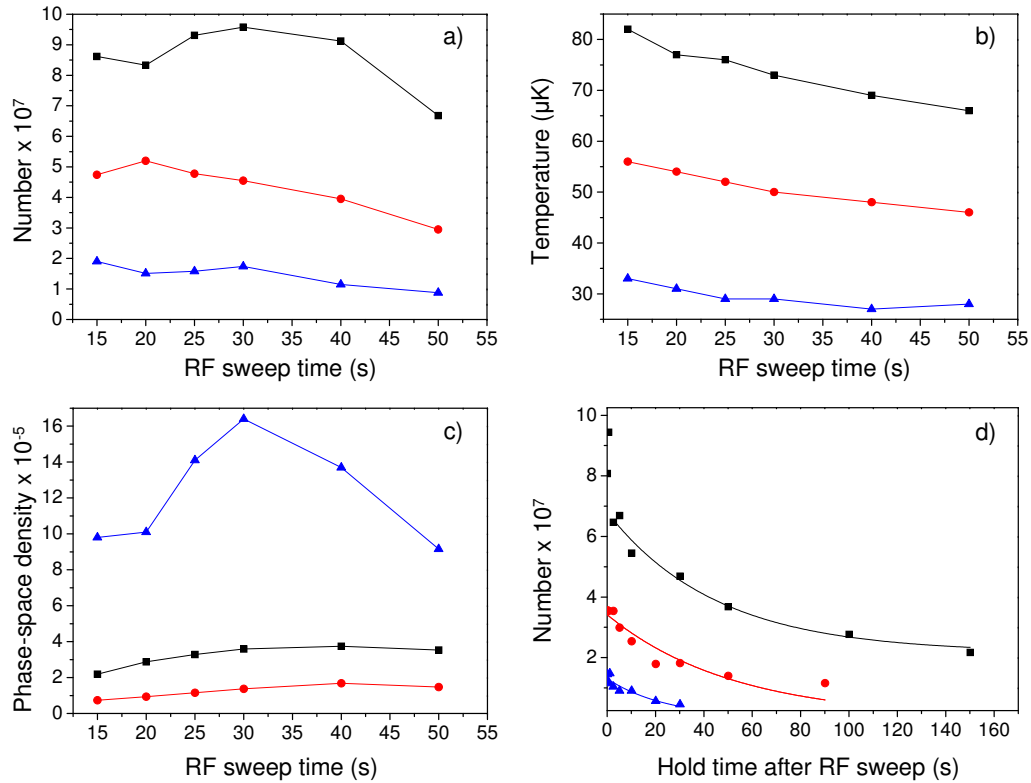 10
9
8
7
6
5
4
3
2
1
0
Number x 10⁷
a)
15 20 25 30 35 40 45 50 55
RF sweep time (s)
80
70
60
50
40
30
Temperature (µK)
b)
15 20 25 30 35 40 45 50 55
RF sweep time (s)
16
14
12
10
8
6
4
2
0
Phase-space density x 10⁻⁵
c)
15 20 25 30 35 40 45 50 55
RF sweep time (s)
10
8
6
4
2
Number x 10⁷
d)
0 20 40 60 80 100 120 140 160
Hold time after RF sweep (s)